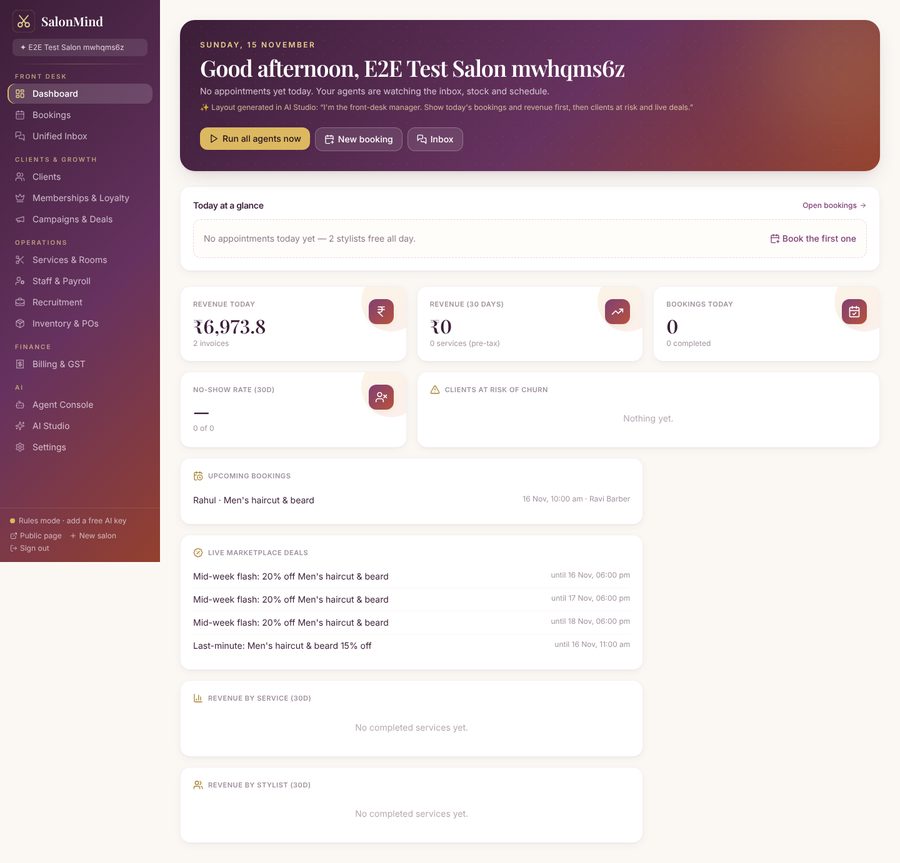 SalonMind
✦ E2E Test Salon mwhqms6z
FRONT DESK
Dashboard
Bookings
Unified Inbox
CLIENTS & GROWTH
Clients
Memberships & Loyalty
Campaigns & Deals
OPERATIONS
Services & Rooms
Staff & Payroll
Recruitment
Inventory & POs
FINANCE
Billing & GST
AI
Agent Console
AI Studio
Settings
Rules mode · add a free AI key
Public page + New salon
Sign out
SUNDAY, 15 NOVEMBER
Good afternoon, E2E Test Salon mwhqms6z
No appointments yet today. Your agents are watching the inbox, stock and schedule.
✨ Layout generated in AI Studio: "I'm the front-desk manager. Show today's bookings and revenue first, then clients at risk and live deals."
Run all agents now New booking Inbox
Today at a glance Open bookings →
No appointments today yet — 2 stylists free all day. Book the first one
REVENUE TODAY
₹6,973.8
2 invoices
REVENUE (30 DAYS)
₹0
0 services (pre-tax)
BOOKINGS TODAY
0
0 completed
NO-SHOW RATE (30D)
—
0 of 0
CLIENTS AT RISK OF CHURN
Nothing yet.
UPCOMING BOOKINGS
Rahul · Men's haircut & beard 16 Nov, 10:00 am · Ravi Barber
LIVE MARKETPLACE DEALS
Mid-week flash: 20% off Men's haircut & beard until 16 Nov, 06:00 pm
Mid-week flash: 20% off Men's haircut & beard until 17 Nov, 06:00 pm
Mid-week flash: 20% off Men's haircut & beard until 18 Nov, 06:00 pm
Last-minute: Men's haircut & beard 15% off until 16 Nov, 11:00 am
REVENUE BY SERVICE (30D)
No completed services yet.
REVENUE BY STYLIST (30D)
No completed services yet.